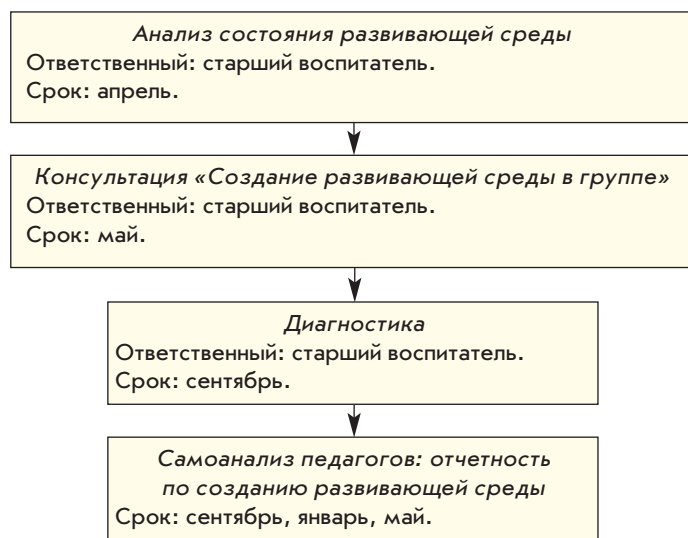 Анализ состояния развивающей среды
Ответственный: старший воспитатель.
Срок: апрель.
Консультация «Создание развивающей среды в группе»
Ответственный: старший воспитатель.
Срок: май.
Диагностика
Ответственный: старший воспитатель.
Срок: сентябрь.
Самоанализ педагогов: отчетность
по созданию развивающей среды
Срок: сентябрь, январь, май.